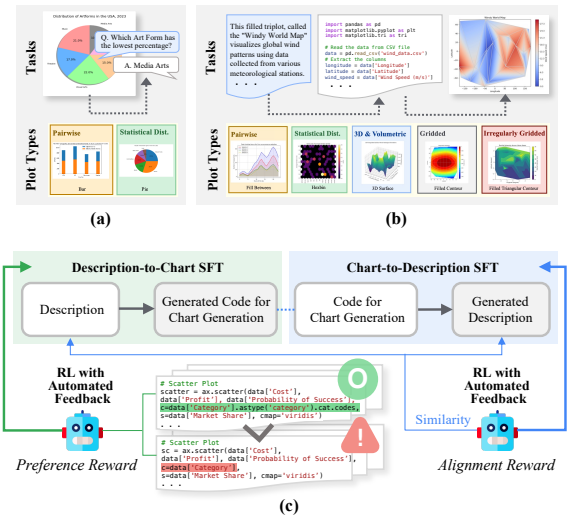 Tasks
Distribution of Artforms in the USA, 2023
Q. Which Art Form has
the lowest percentage?
A. Media Arts
Plot Types
Pairwise
Bar
Statistical Dist.
Pie
(a)
Tasks
This filled triplot, called
the "Windy World Map"
visualizes global wind
patterns using data
collected from various
meteorological stations.
. . .
import pandas as pd
import matplotlib.pyplot as plt
import matplotlib.tri as tri
# Read the data from CSV file
data = pd.read_csv('wind_data.csv')
# Extract the columns
longitude = data['Longitude']
latitude = data['Latitude']
wind_speed = data['Wind Speed (m/s)']
. . .
Windy World Map
Plot Types
Pairwise
Fill Between
Statistical Dist.
Hexbin
3D & Volumetric
3D Surface
Gridded
Filled Contour
Irregularly Gridded
Filled Triangular Contour
(b)
Description-to-Chart SFT
Description
Generated Code for
Chart Generation
Chart-to-Description SFT
Code for
Chart Generation
Generated
Description
RL with
Automated
Feedback
Preference Reward
# Scatter Plot
scatter = ax.scatter(data['Cost'],
data['Profit'], data['Probability of Success'],
c=data['Category'].astype('category').cat.codes,
s=data['Market Share'], cmap='viridis')
. . .
O
# Scatter Plot
sc = ax.scatter(data['Cost'],
data['Profit'], data['Probability of Success'],
c=data['Category'],
s=data['Market Share'], cmap='viridis')
. . .
!
Similarity
RL with
Automated
Feedback
Alignment Reward
(c)